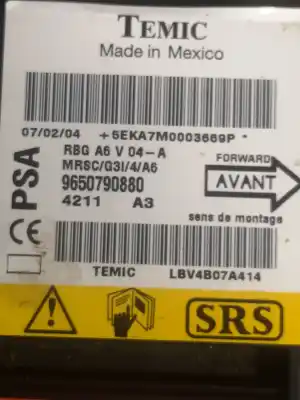 TEMIC
Made in Mexico
07/02/04 +5EKA7M0003669P *
PSA
RBG A6 V 04-A
MRSC/G3I/4/A6
9650790880
4211 A3
FORWARD
AVANT
sens de montage
CE
TEMIC LBV4B07A414
SRS